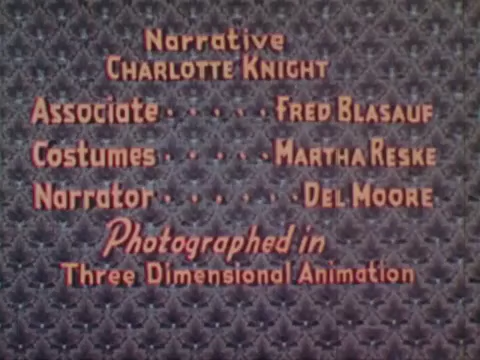 Narrative
CHARLOTTE KNIGHT
Associate . . . . . FRED BLASAUF
Costumes . . . . . MARTHA RESKE
Narrator . . . . . . DEL MOORE
Photographed in
Three Dimensional Animation